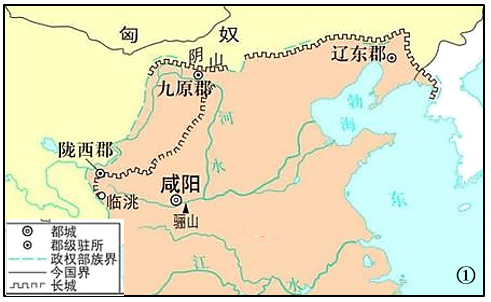 匈 奴
阴 山
九原郡
辽东郡
渤
海
河
水
陇西郡
临洮
咸阳
骊山
东
江 水
都城
郡级驻所
政权部族界
今国界
长城
①